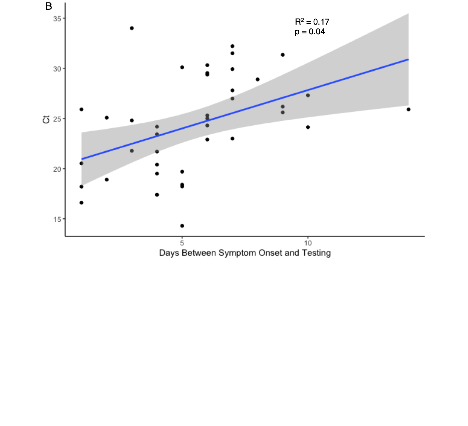 B
35
R² = 0.17
p = 0.04
30
Ct
25
20
15
5
10
Days Between Symptom Onset and Testing